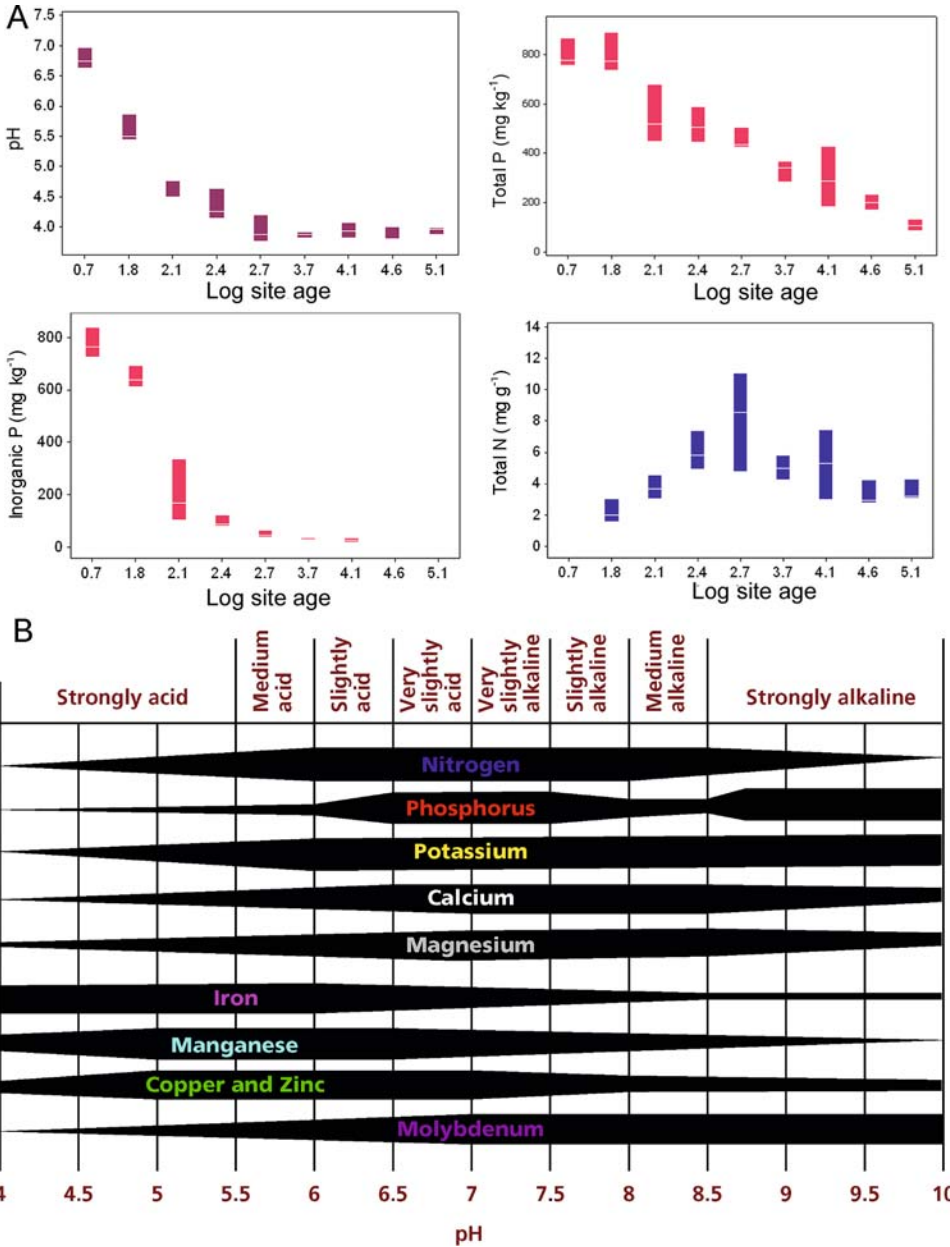 A
7.5
7.0
6.5
6.0
5.5
5.0
4.5
4.0
pH
0.7 1.8 2.1 2.4 2.7 3.7 4.1 4.6 5.1
Log site age
800
600
400
200
0
Total P (mg kg⁻¹)
0.7 1.8 2.1 2.4 2.7 3.7 4.1 4.6 5.1
Log site age
800
600
400
200
0
Inorganic P (mg kg⁻¹)
0.7 1.8 2.1 2.4 2.7 3.7 4.1 4.6 5.1
Log site age
14
12
10
8
6
4
2
0
Total N (mg g⁻¹)
0.7 1.8 2.1 2.4 2.7 3.7 4.1 4.6 5.1
Log site age
B
Strongly acid
Medium
acid
Slightly
acid
Very
slightly
acid
Very
slightly
alkaline
Slightly
alkaline
Medium
alkaline
Strongly alkaline
Nitrogen
Phosphorus
Potassium
Calcium
Magnesium
Iron
Manganese
Copper and Zinc
Molybdenum
4 4.5 5 5.5 6 6.5 7 7.5 8 8.5 9 9.5 10
pH